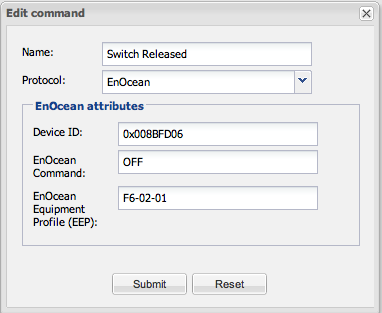 Edit command
Name: Switch Released
Protocol: EnOcean
EnOcean attributes
Device ID: 0x008BFD06
EnOcean
Command: OFF
EnOcean
Equipment
Profile (EEP): F6-02-01
Submit Reset